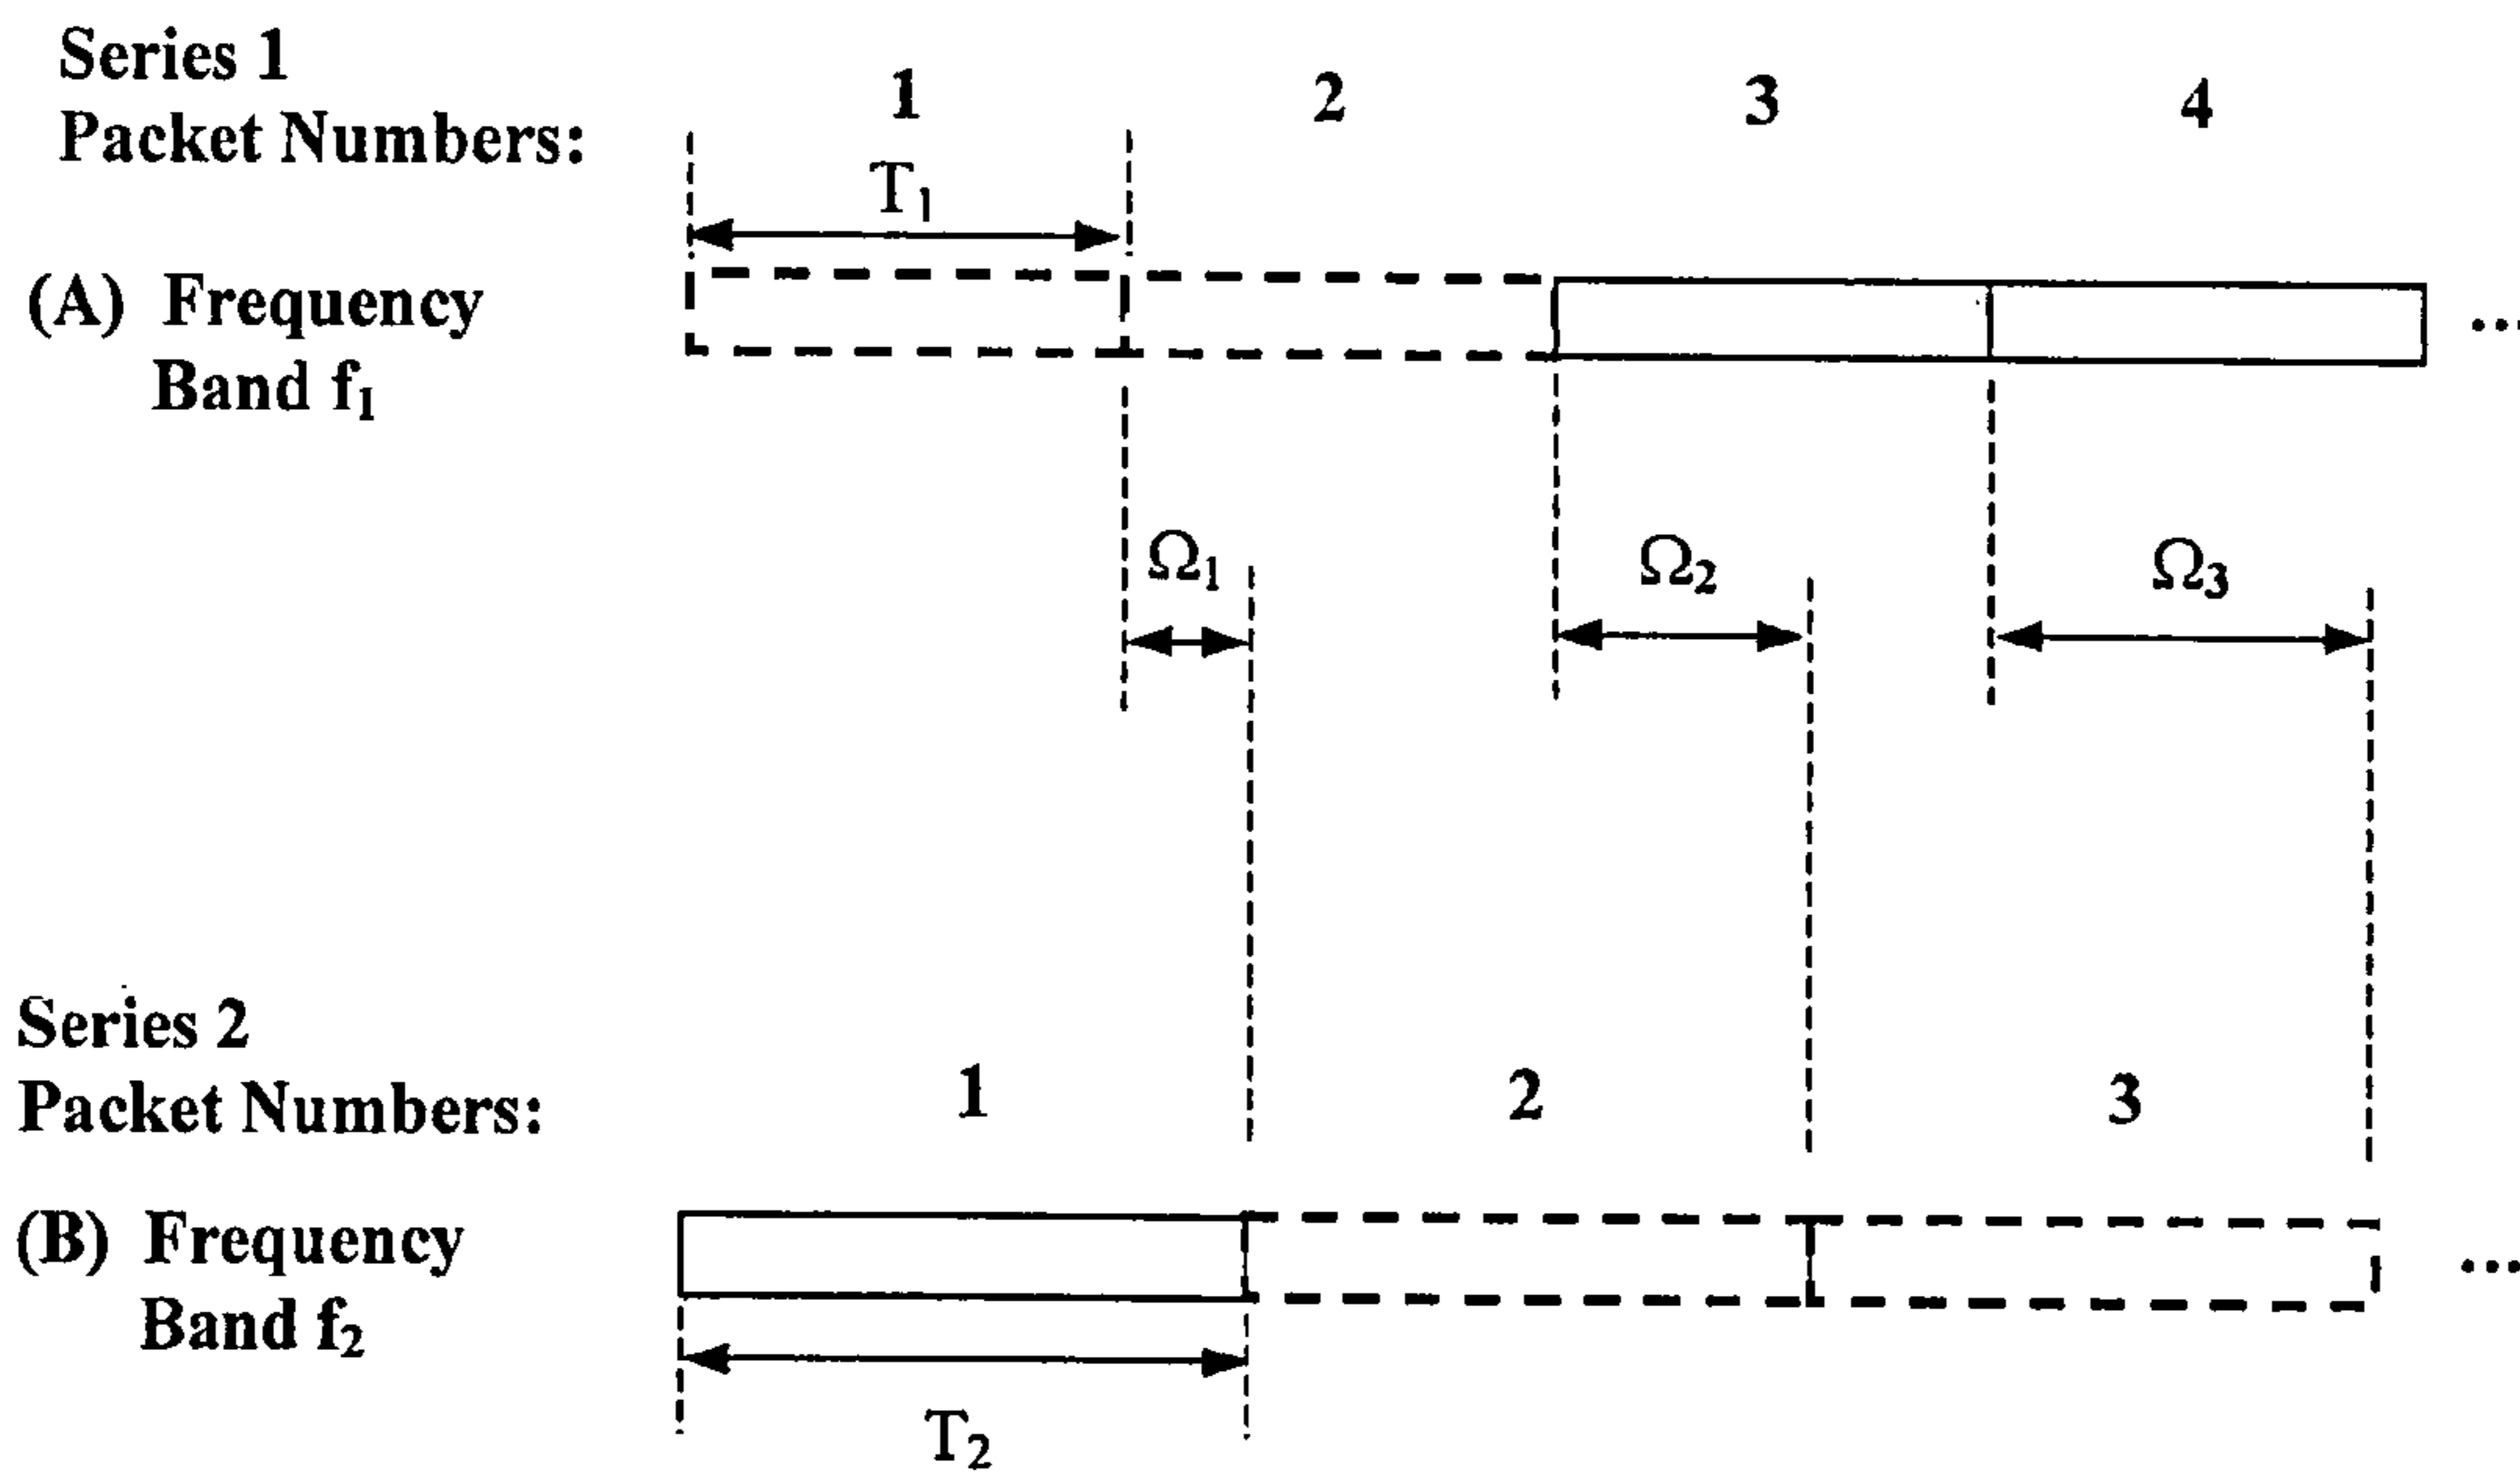 Series 1
Packet Numbers:
1 2 3 4
T₁
(A) Frequency
Band f₁
...
Ω₁ Ω₂ Ω₃
Series 2
Packet Numbers:
1 2 3
(B) Frequency
Band f₂
...
T₂